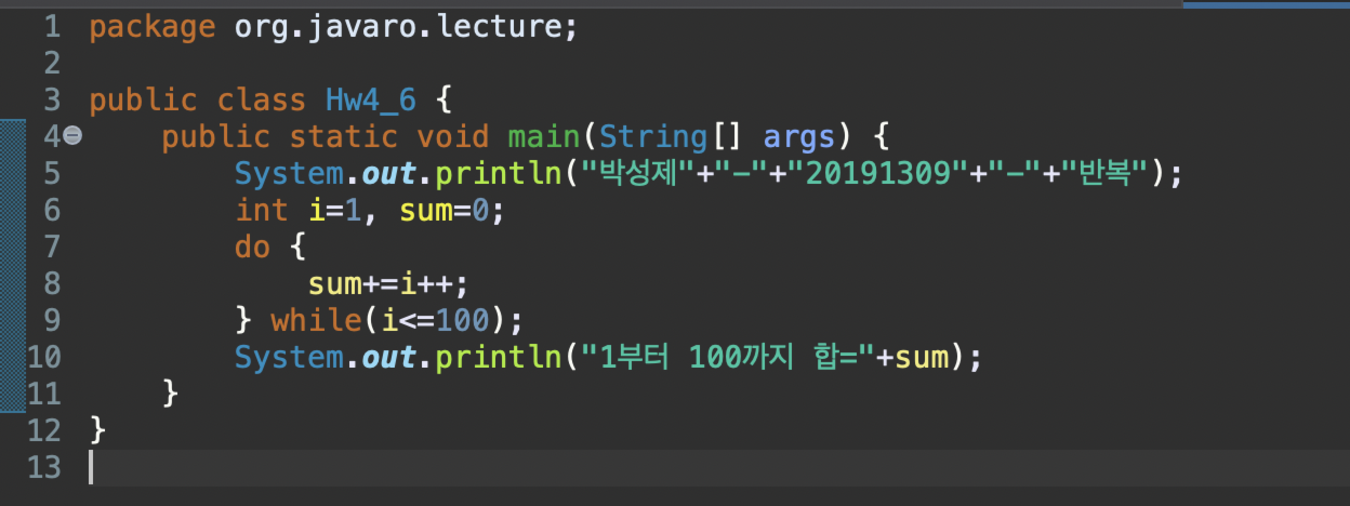 1 package org.javaro.lecture;
2
3 public class Hw4_6 {
4     public static void main(String[] args) {
5         System.out.println("박성제"+"-"+"20191309"+"-"+"반복");
6         int i=1, sum=0;
7         do {
8             sum+=i++;
9         } while(i<=100);
10         System.out.println("1부터 100까지 합="+sum);
11     }
12 }
13